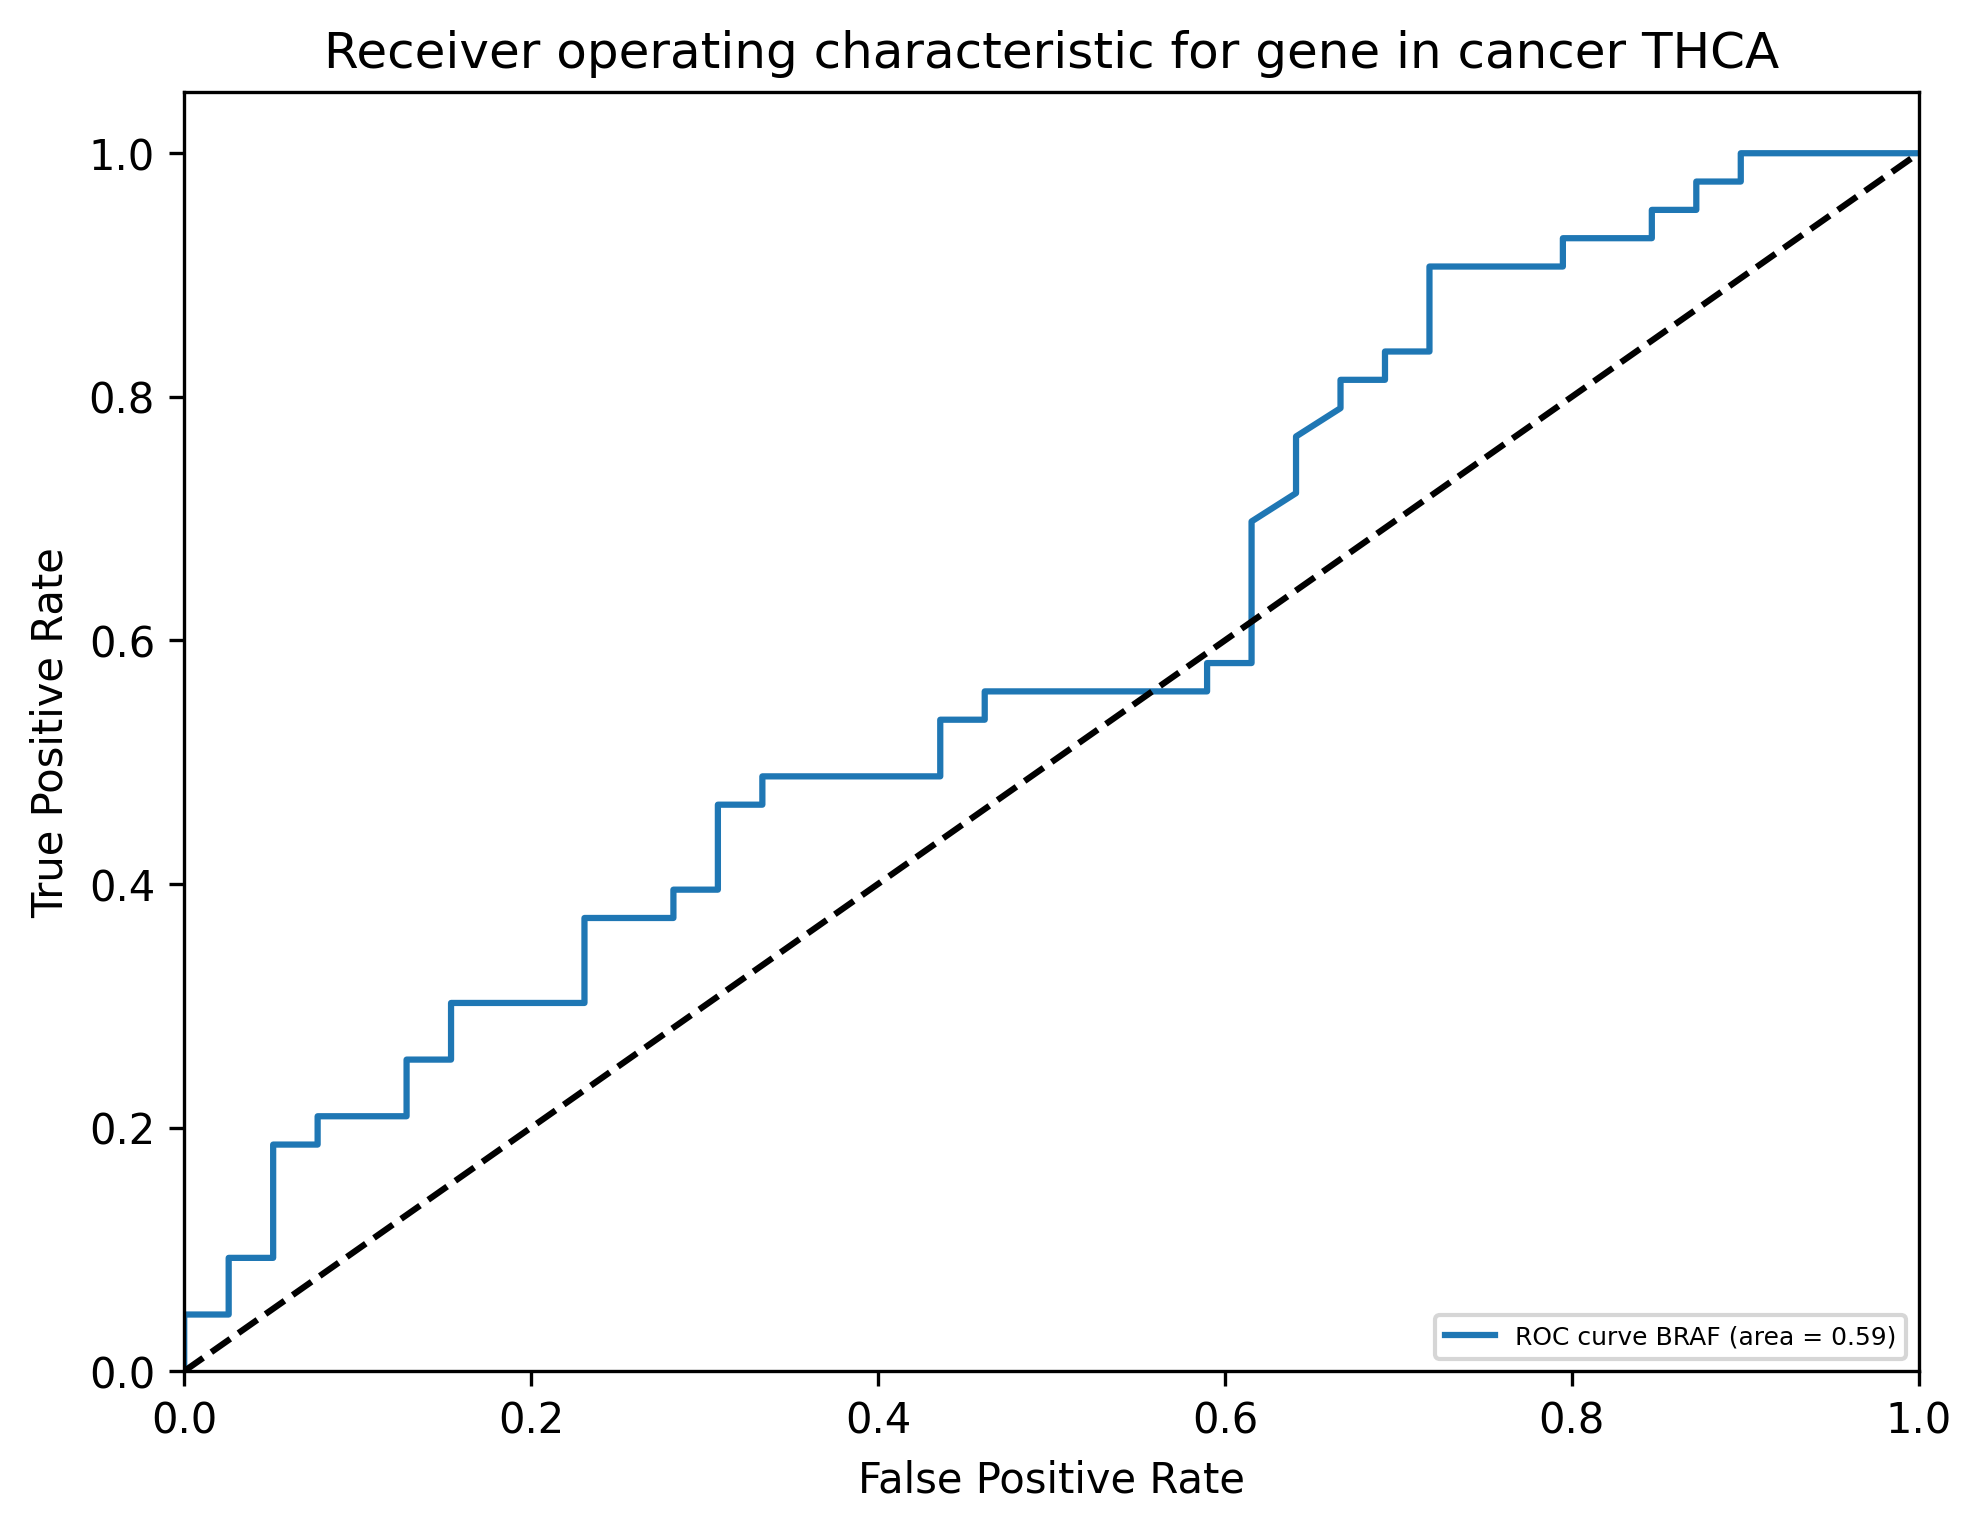 Receiver operating characteristic for gene in cancer THCA
1.0
0.8
0.6
0.4
0.2
0.0
True Positive Rate
ROC curve BRAF (area = 0.59)
0.0 0.2 0.4 0.6 0.8 1.0
False Positive Rate